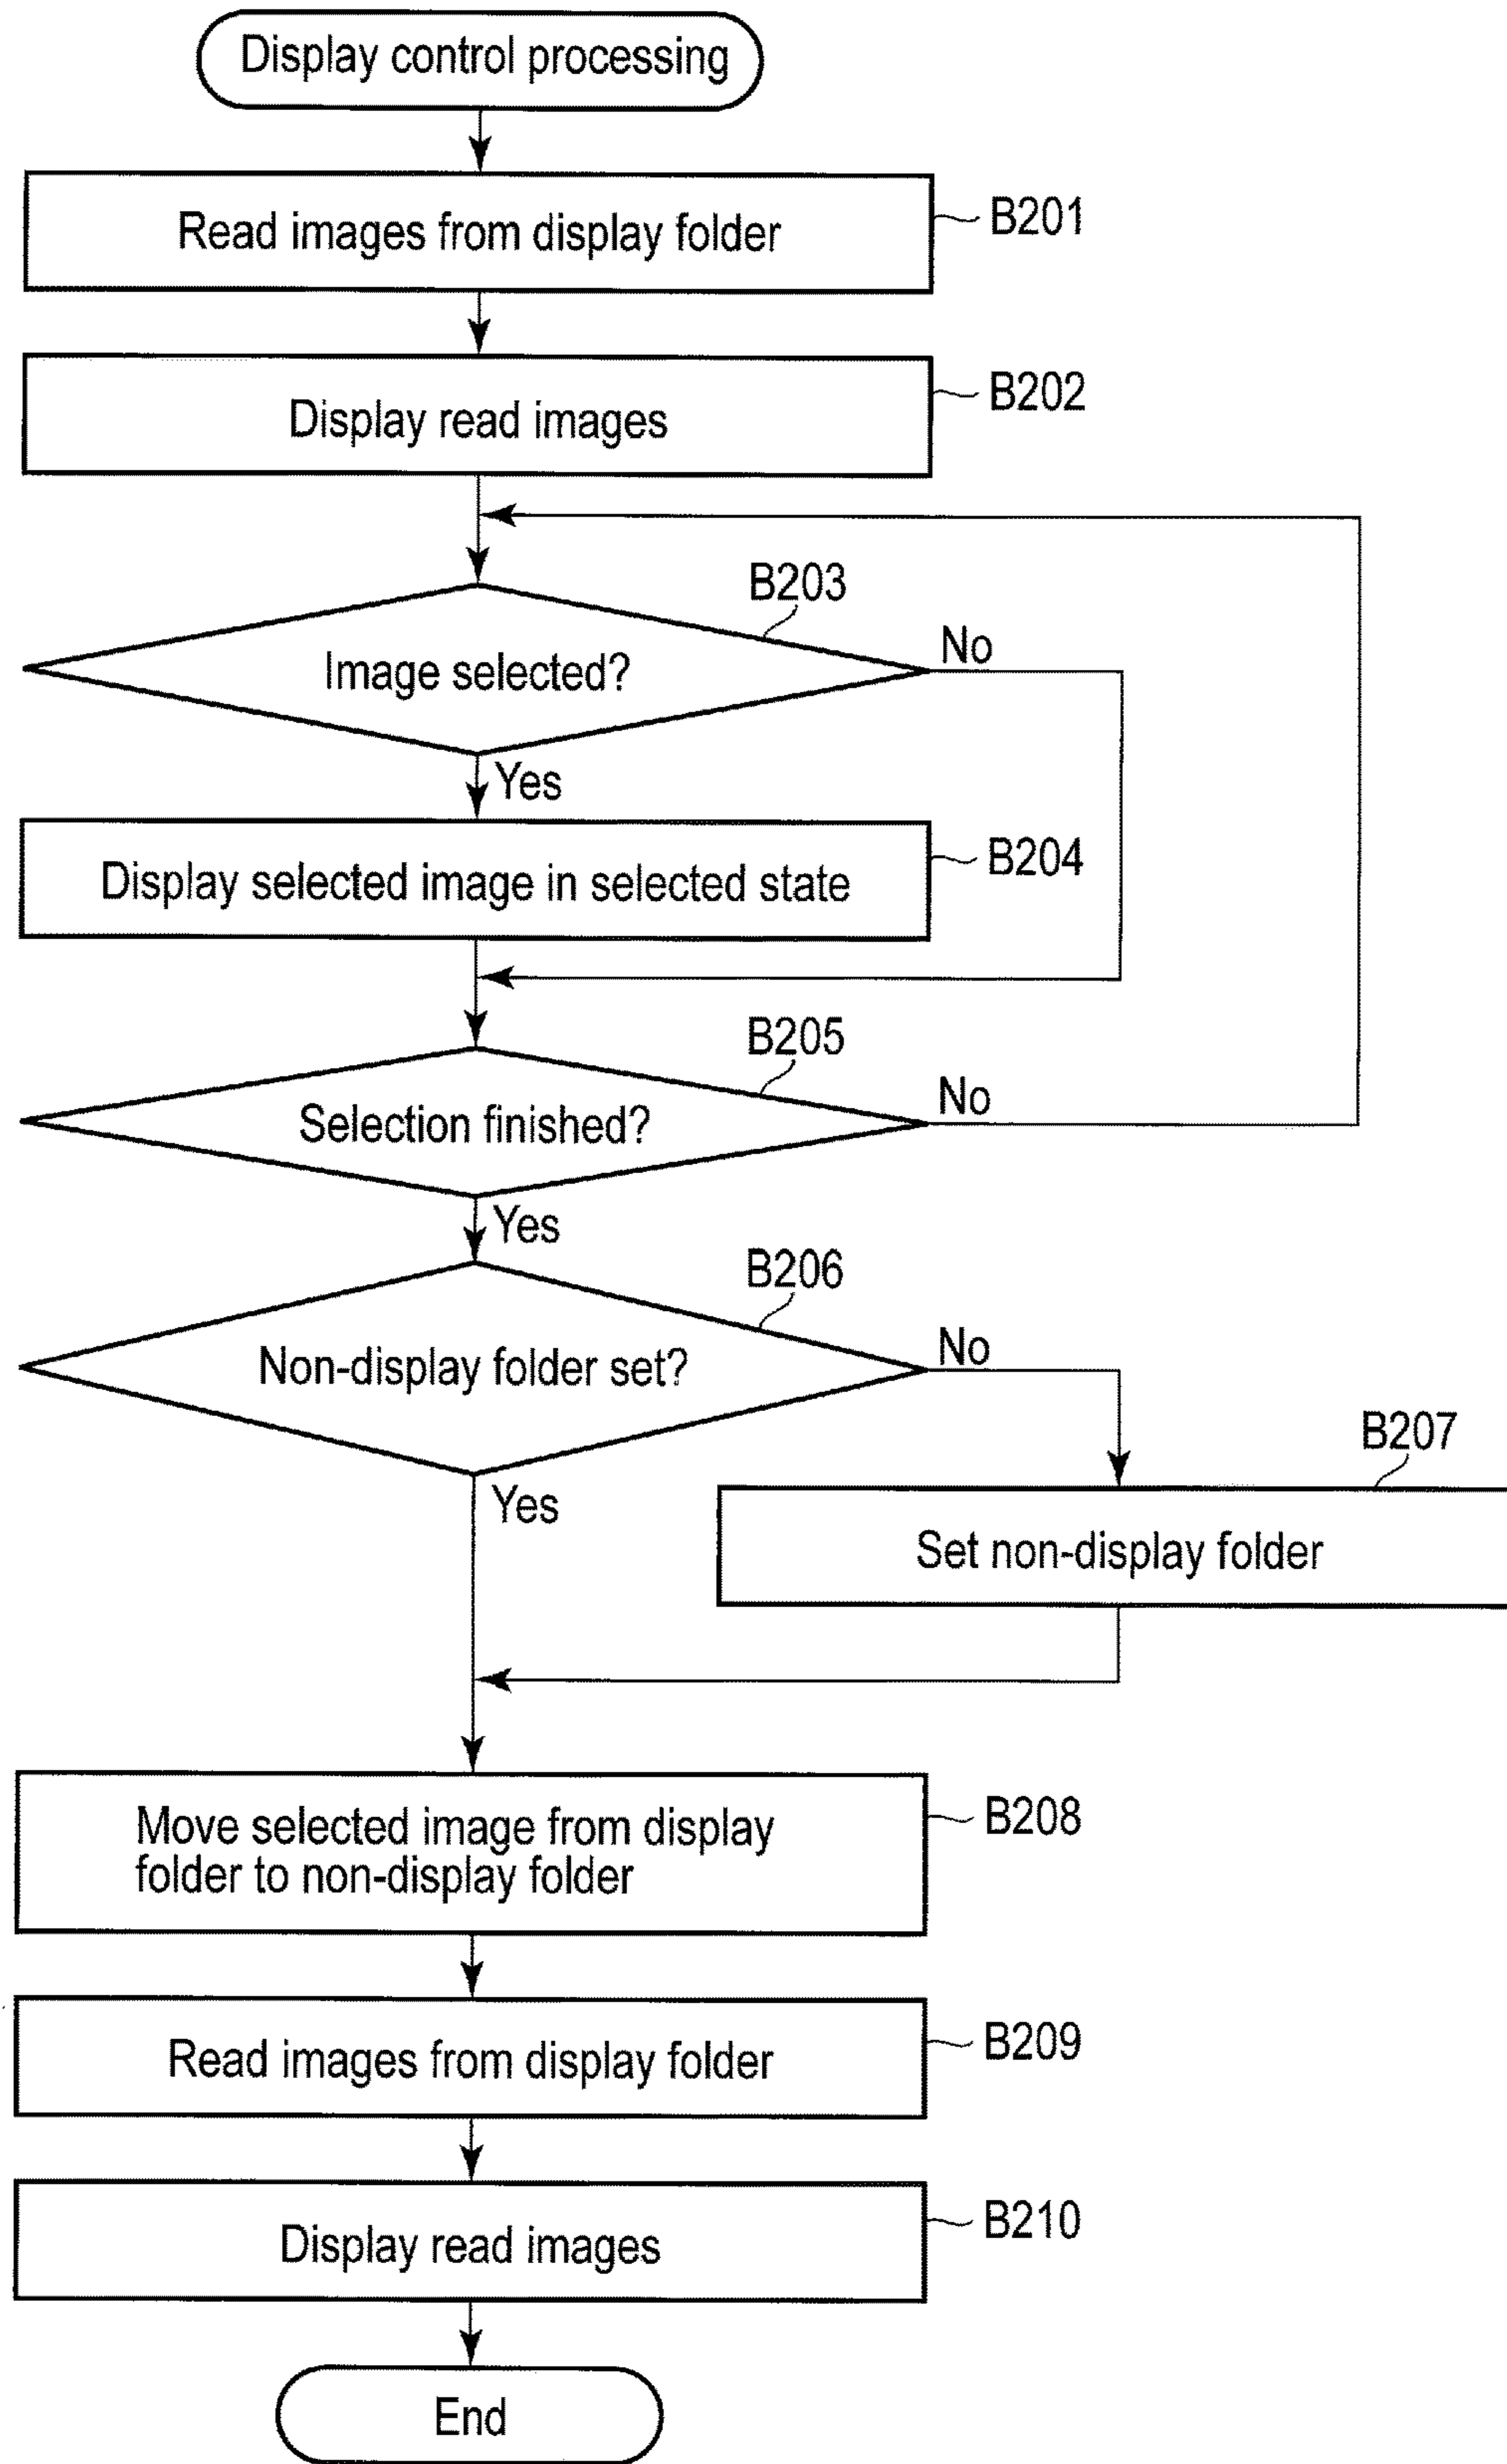 Display control processing
Read images from display folder
B201
Display read images
B202
B203
Image selected?
No
Yes
Display selected image in selected state
B204
B205
Selection finished?
No
Yes
B206
Non-display folder set?
No
Yes
B207
Set non-display folder
Move selected image from display
folder to non-display folder
B208
Read images from display folder
B209
Display read images
B210
End